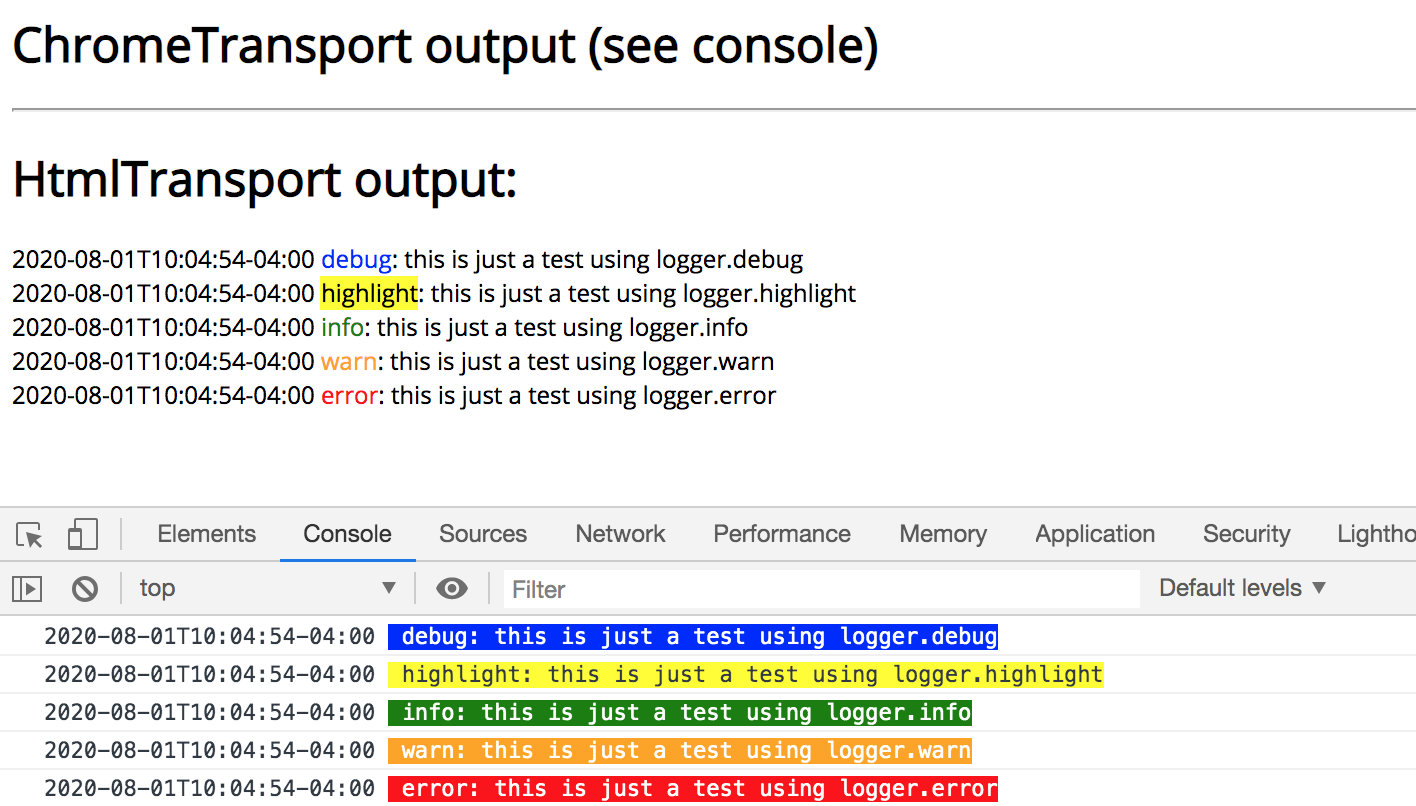 ChromeTransport output (see console)
HtmlTransport output:
2020-08-01T10:04:54-04:00 debug: this is just a test using logger.debug
2020-08-01T10:04:54-04:00 highlight: this is just a test using logger.highlight
2020-08-01T10:04:54-04:00 info: this is just a test using logger.info
2020-08-01T10:04:54-04:00 warn: this is just a test using logger.warn
2020-08-01T10:04:54-04:00 error: this is just a test using logger.error
Elements Console Sources Network Performance Memory Application Security Lightho
top Filter Default levels
2020-08-01T10:04:54-04:00 debug: this is just a test using logger.debug
2020-08-01T10:04:54-04:00 highlight: this is just a test using logger.highlight
2020-08-01T10:04:54-04:00 info: this is just a test using logger.info
2020-08-01T10:04:54-04:00 warn: this is just a test using logger.warn
2020-08-01T10:04:54-04:00 error: this is just a test using logger.error